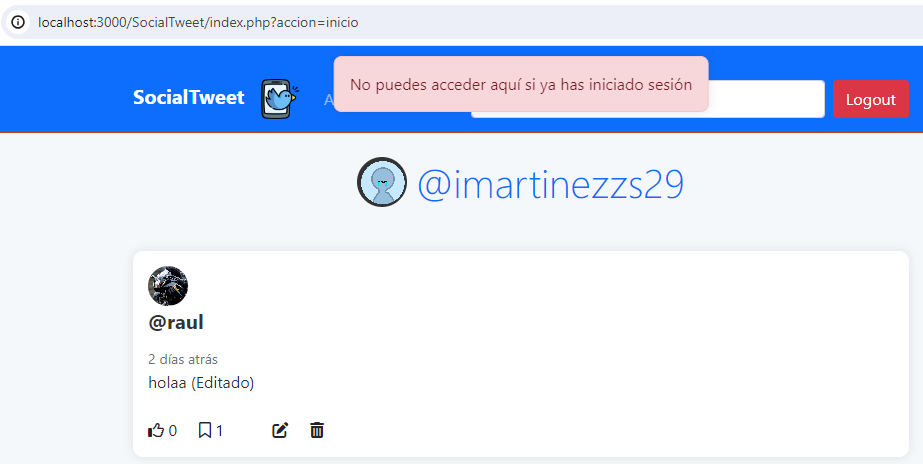 localhost:3000/SocialTweet/index.php?accion=inicio
No puedes acceder aquí si ya has iniciado sesión
SocialTweet
A
Logout
@imartinezzs29
@raul
2 días atrás
holaa (Editado)
0 1